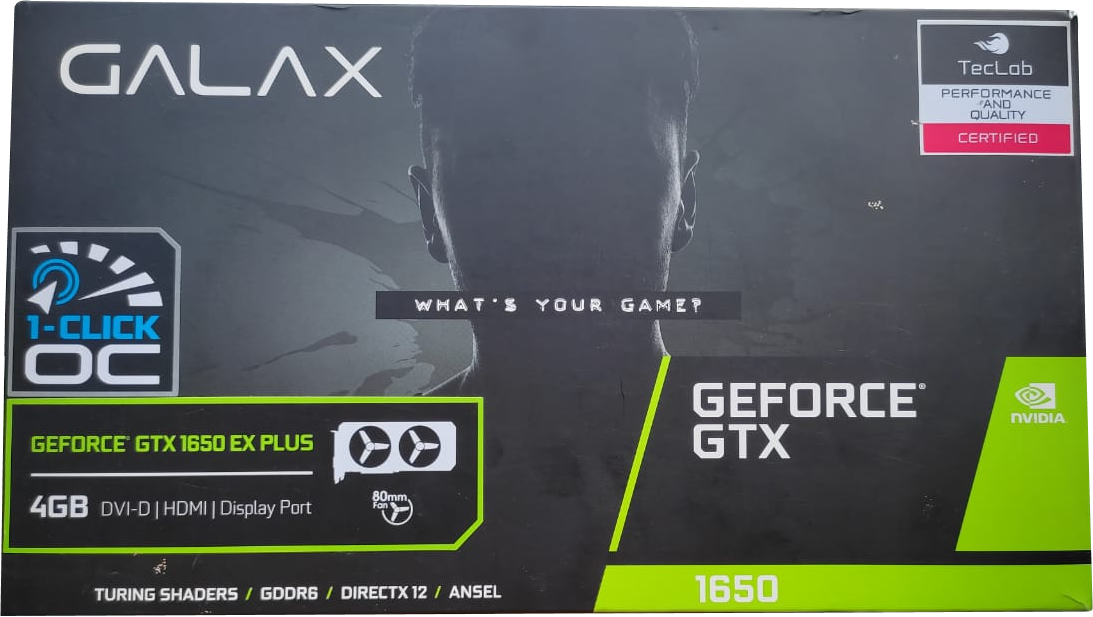 GALAX
TecLab
PERFORMANCE
AND
QUALITY
CERTIFIED
WHAT'S YOUR GAME?
1-CLICK
OC
GEFORCE® GTX 1650 EX PLUS
4GB DVI-D | HDMI | Display Port
80mm
Fan
GEFORCE®
GTX
NVIDIA
1650
TURING SHADERS / GDDR6 / DIRECTX 12 / ANSEL